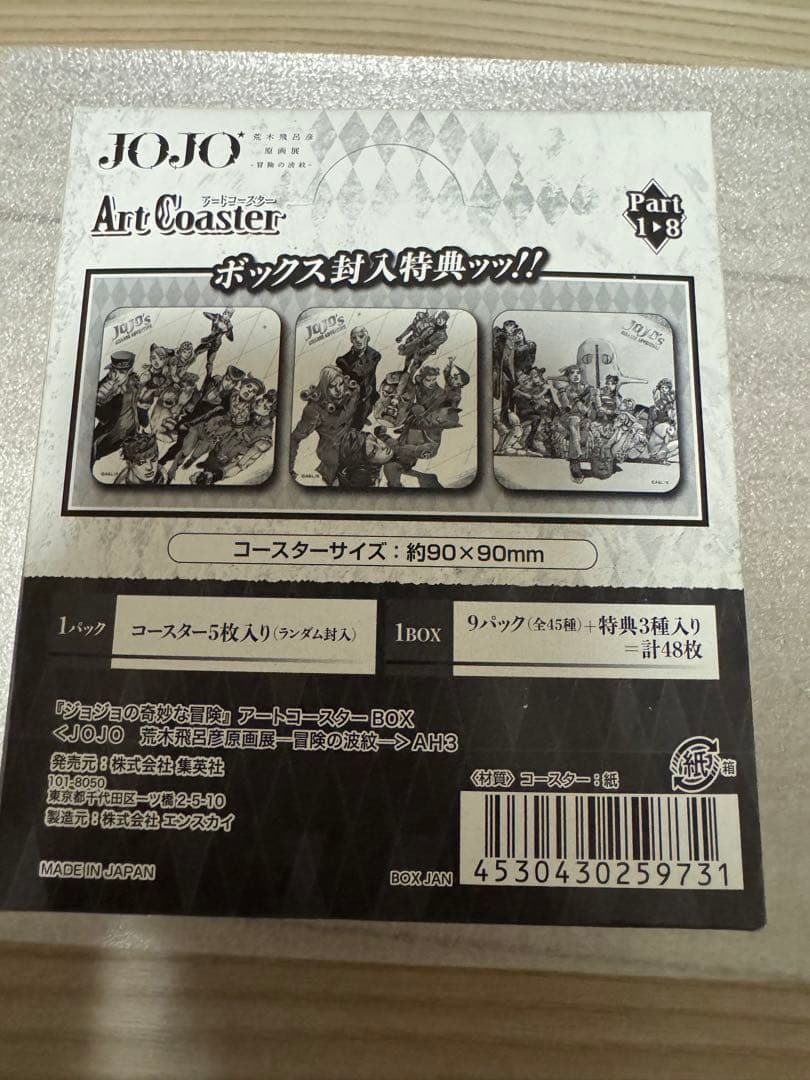 JOJO
荒木飛呂彦
原画展
-冒険の波紋-
アートコースター
Art Coaster
Part
1▶8
ボックス封入特典ッッ!!
JOJO's
BIZARRE ADVENTURE
JOJO's
BIZARRE ADVENTURE
JOJO's
BIZARRE ADVENTURE
©A&L/S
©A&L/S
©A&L/S
コースターサイズ:約90×90mm
1パック
コースター5枚入り(ランダム封入)
1BOX
9パック(全45種)+特典3種入り
=計48枚
『ジョジョの奇妙な冒険』アートコースターBOX
<JOJO 荒木飛呂彦原画展―冒険の波紋―>AH3
発売元:株式会社 集英社
101-8050
東京都千代田区一ツ橋 2-5-10
製造元:株式会社 エンスカイ
MADE IN JAPAN
紙
箱
〈材質〉コースター:紙
BOX JAN
4530430259731